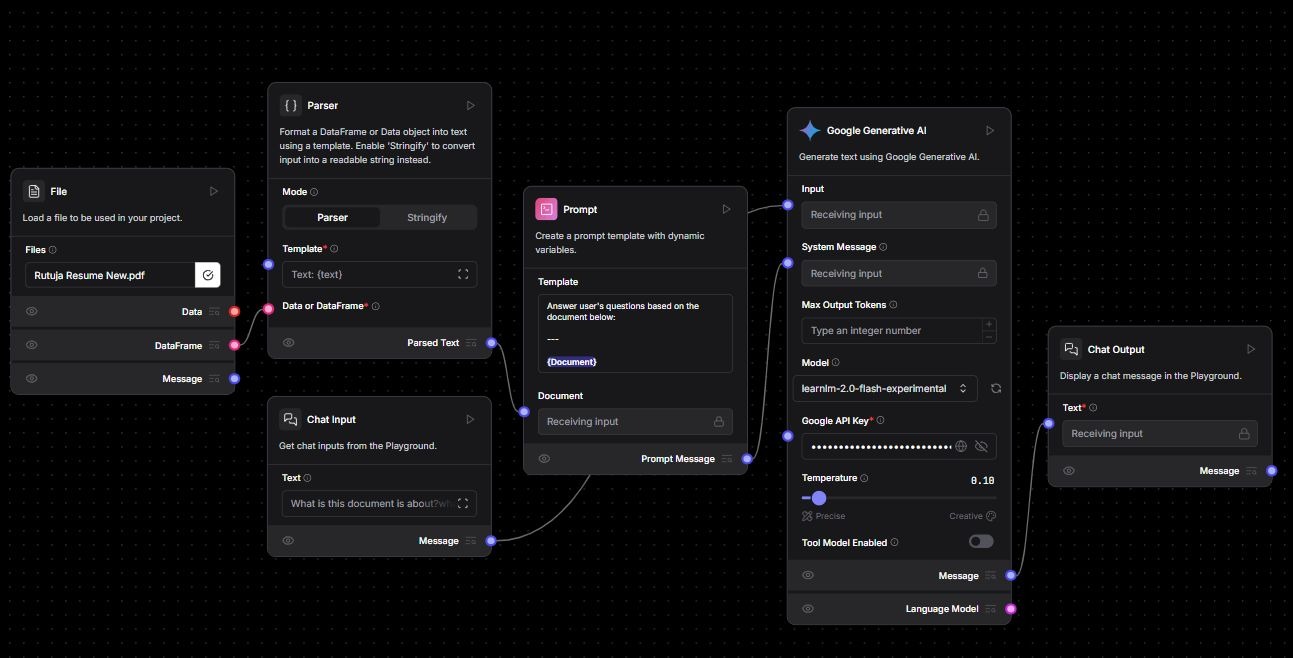 File
Load a file to be used in your project.
Files
Rutuja Resume New.pdf
Data
DataFrame
Message
Parser
Format a DataFrame or Data object into text
using a template. Enable 'Stringify' to convert
input into a readable string instead.
Mode
Parser Stringify
Template*
Text: {text}
Data or DataFrame*
Parsed Text
Chat Input
Get chat inputs from the Playground.
Text
What is this document is about?
Message
Prompt
Create a prompt template with dynamic
variables.
Template
Answer user's questions based on the
document below:
---
{Document}
Document
Receiving input
Prompt Message
Google Generative AI
Generate text using Google Generative AI.
Input
Receiving input
System Message
Receiving input
Max Output Tokens
Type an integer number
Model
learnlm-2.0-flash-experimental
Google API Key*
Temperature
0.10
Precise Creative
Tool Model Enabled
Message
Language Model
Chat Output
Display a chat message in the Playground.
Text*
Receiving input
Message